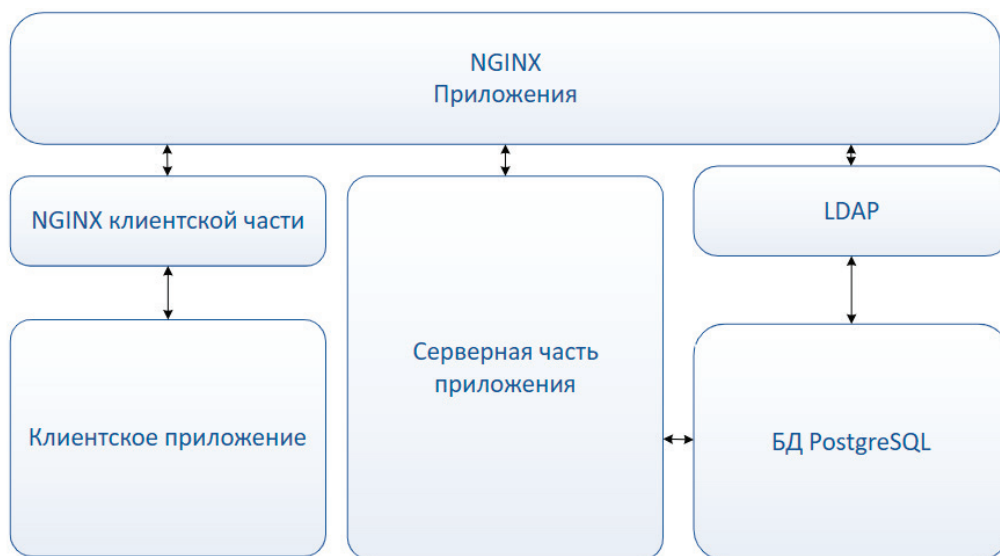 NGINX
Приложения
NGINX клиентской части
LDAP
Серверная часть
приложения
Клиентское приложение
БД PostgreSQL